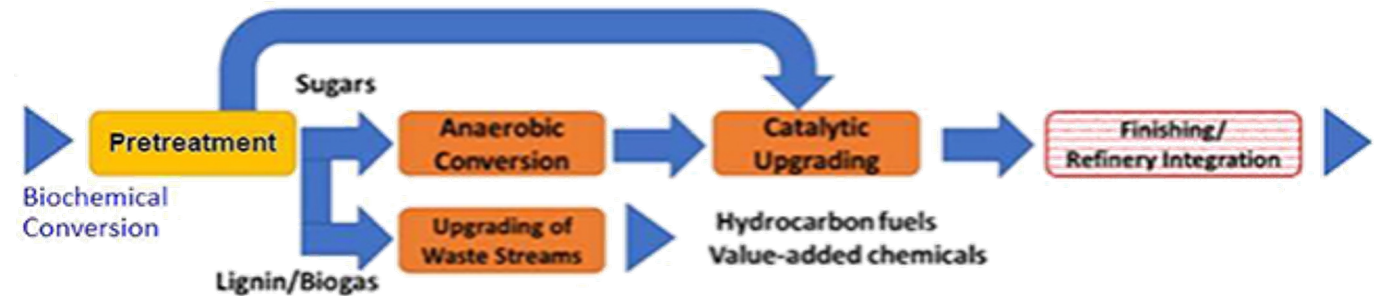 Sugars
Pretreatment
Anaerobic
Conversion
Catalytic
Upgrading
Finishing/
Refinery Integration
Biochemical
Conversion
Upgrading of
Waste Streams
Hydrocarbon fuels
Value-added chemicals
Lignin/Biogas